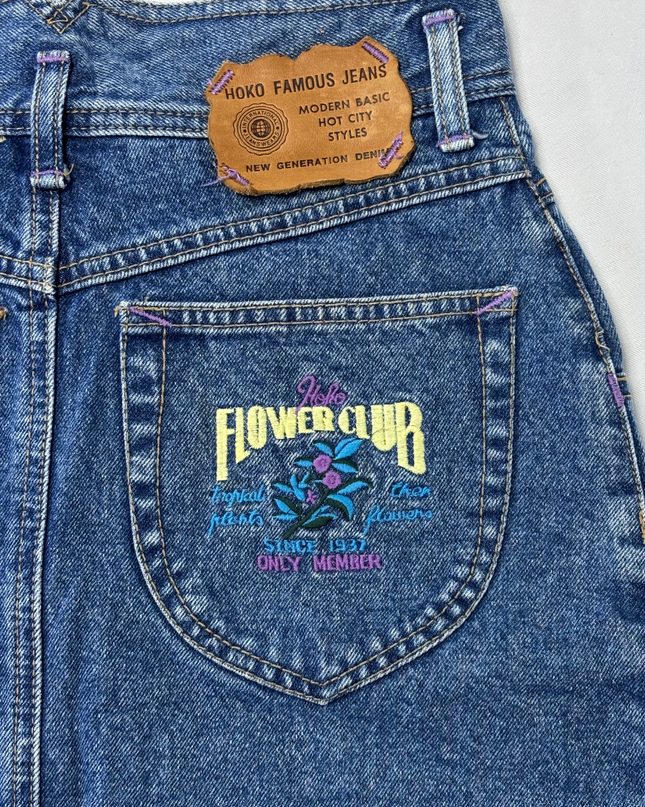 HOKO FAMOUS JEANS
MODERN BASIC
HOT CITY
STYLES
NEW GENERATION DENIM
Hoko
FLOWER CLUB
Tropical
plants
then
flowers
SINCE 1937
ONLY MEMBER